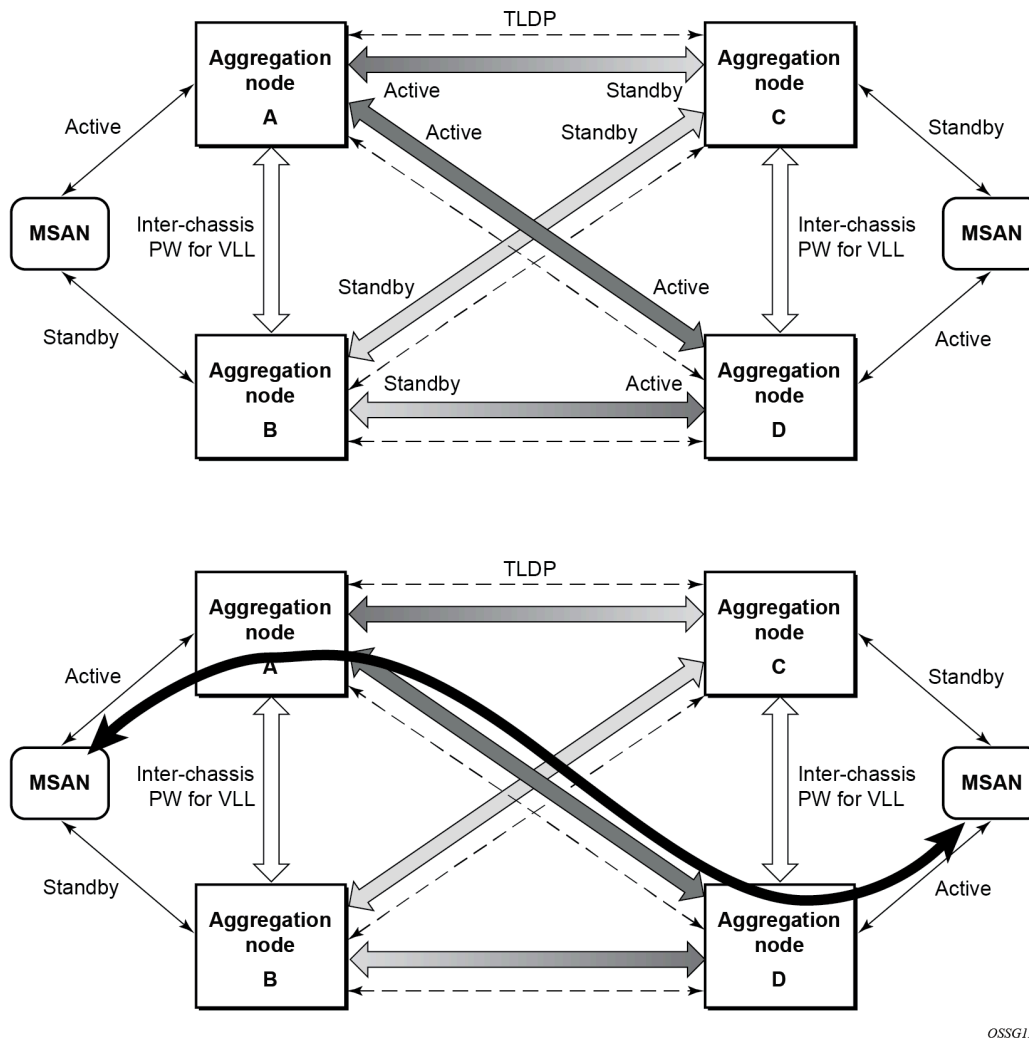 TLDP
Aggregation
node
A
Aggregation
node
C
Active
Standby
Active
Active
Standby
Standby
MSAN
Inter-chassis
PW for VLL
Inter-chassis
PW for VLL
MSAN
Standby
Active
Standby
Active
Standby
Active
Aggregation
node
B
Aggregation
node
D
TLDP
Aggregation
node
A
Aggregation
node
C
Active
Standby
MSAN
Inter-chassis
PW for VLL
Inter-chassis
PW for VLL
MSAN
Standby
Active
Aggregation
node
B
Aggregation
node
D